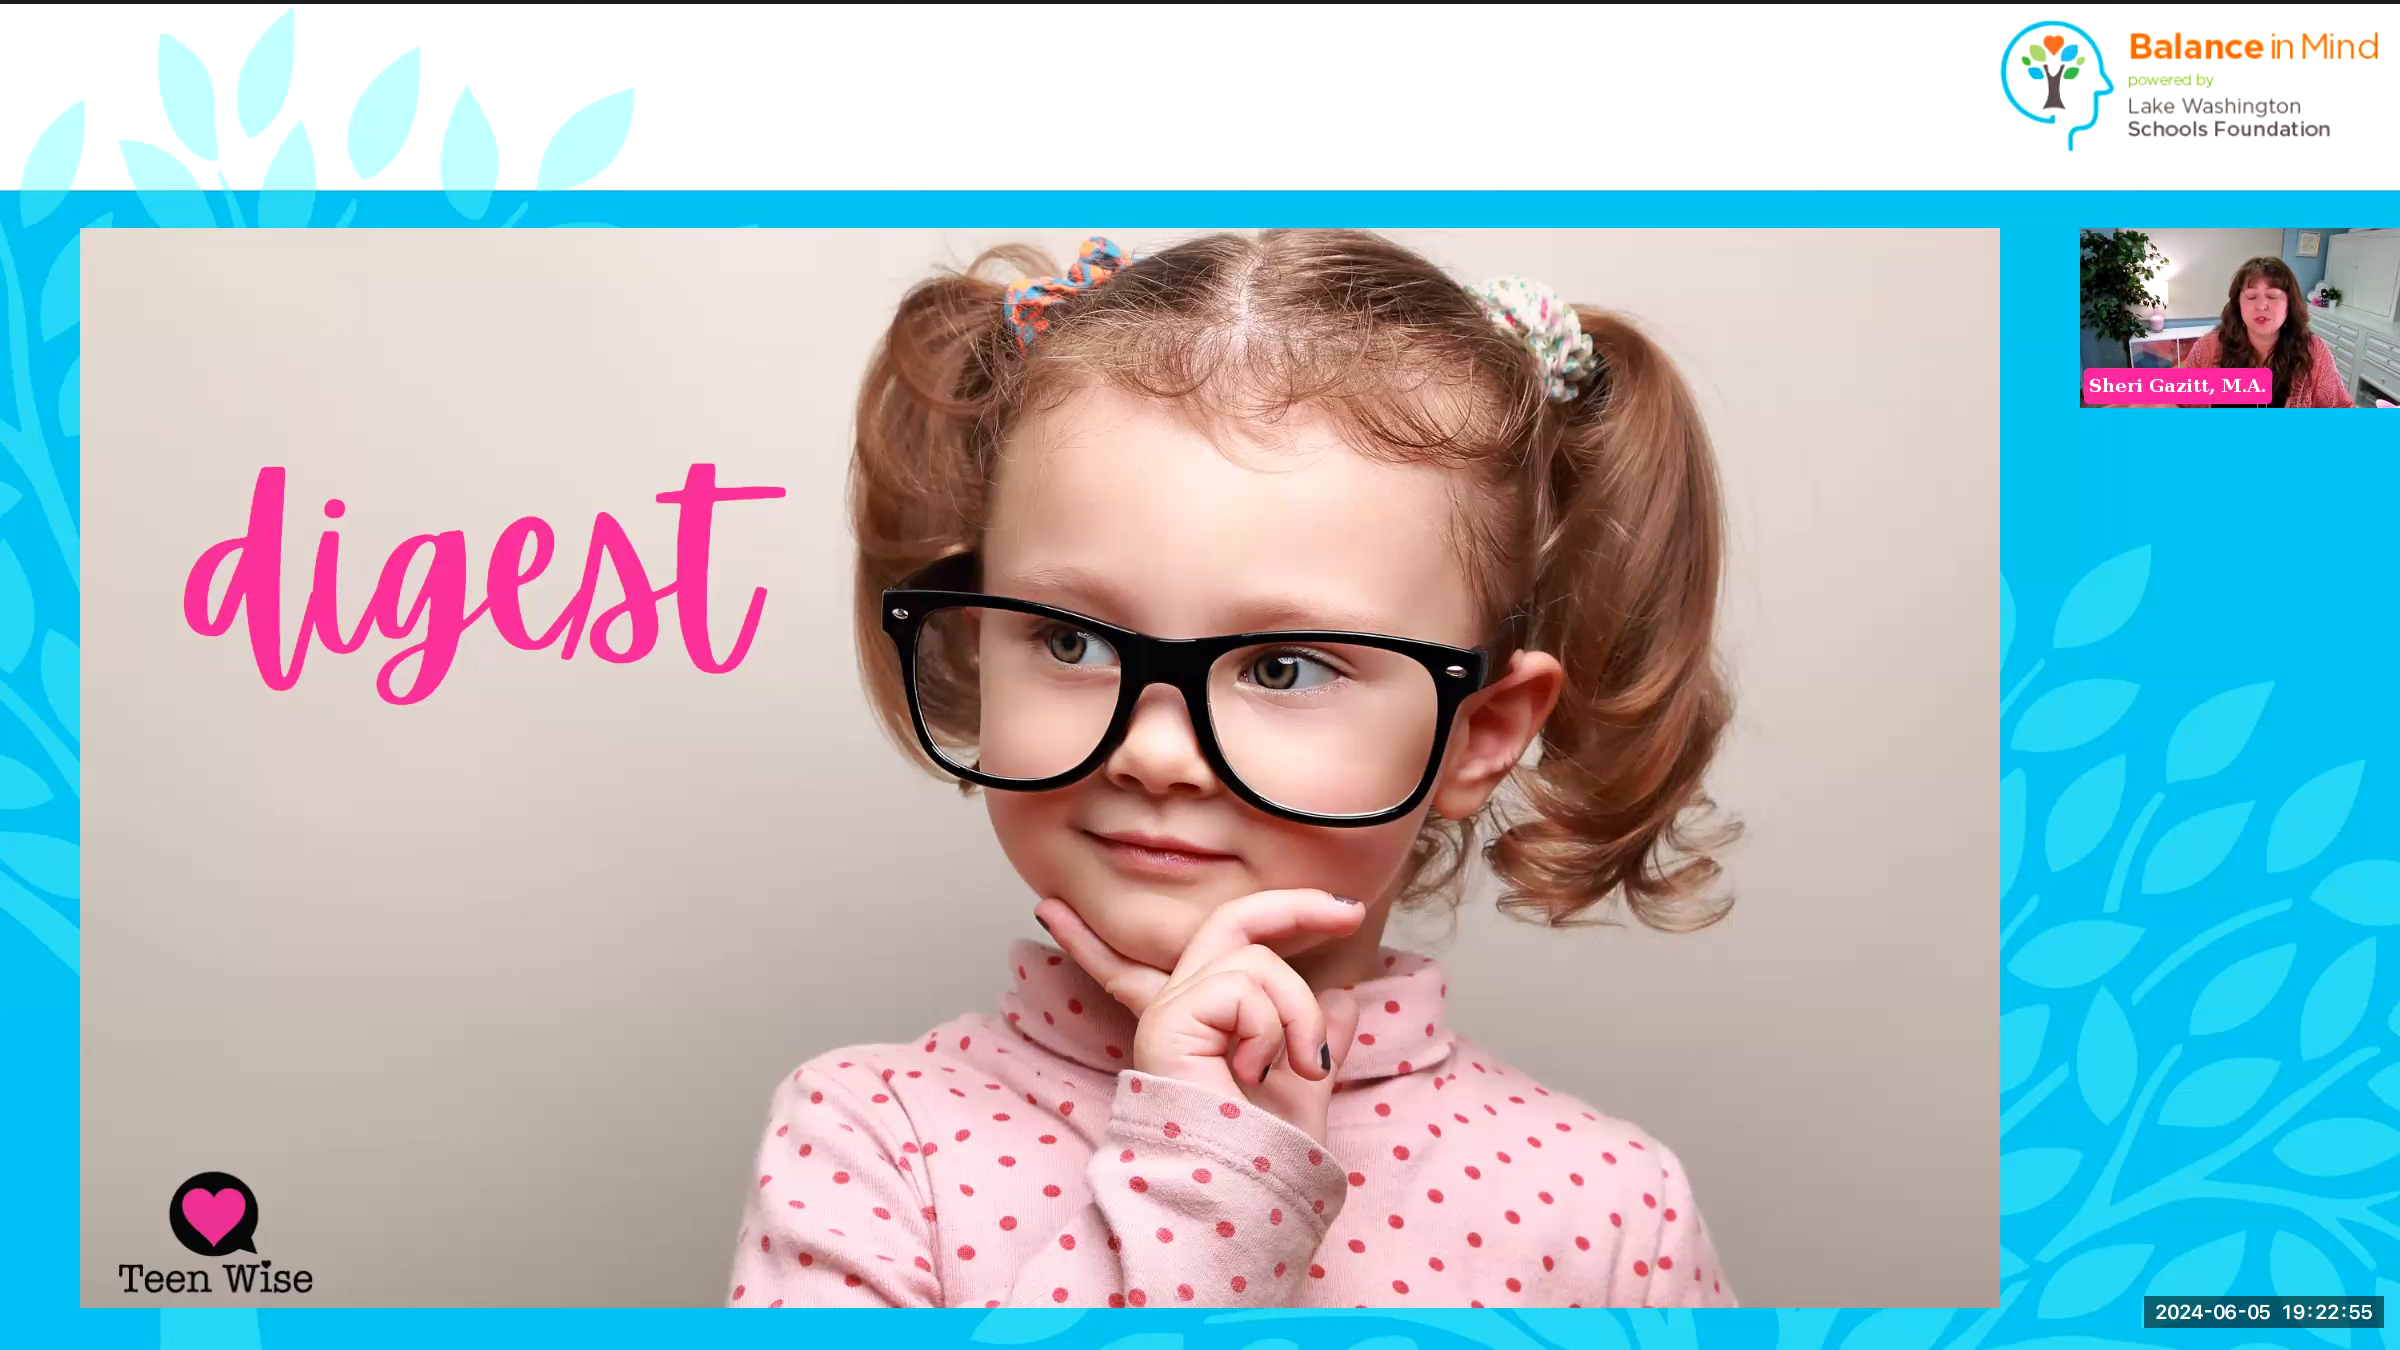 Balance in Mind
powered by
Lake Washington
Schools Foundation
digest
Sheri Gazitt, M.A.
Teen Wise
2024-06-05 19:22:55